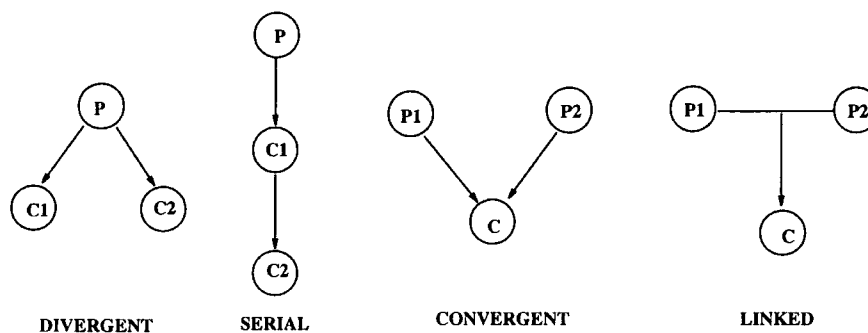 P
C1
C2
DIVERGENT
P
C1
C2
SERIAL
P1
P2
C
CONVERGENT
P1
P2
C
LINKED